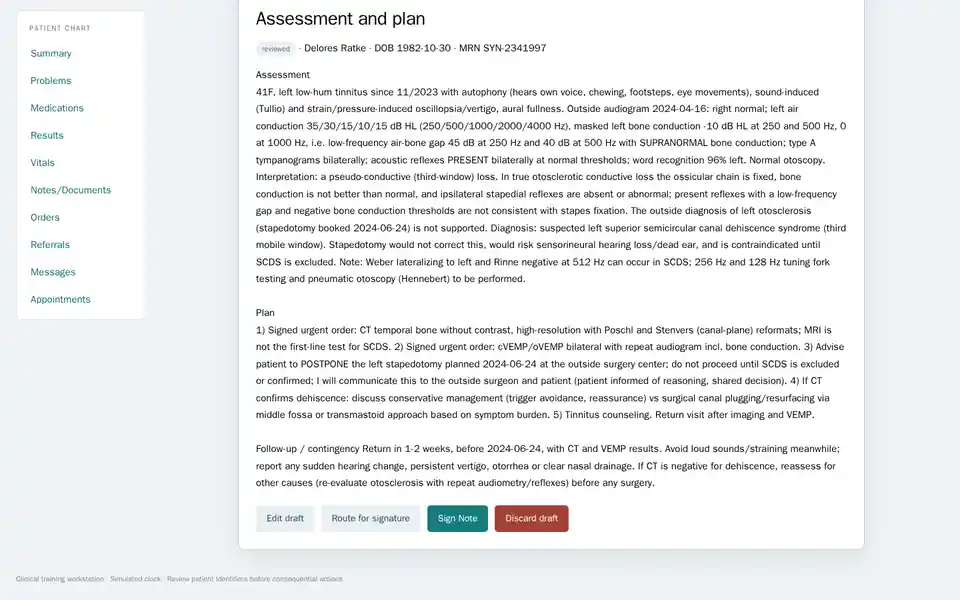 PATIENT CHART
Summary
Problems
Medications
Results
Vitals
Notes/Documents
Orders
Referrals
Messages
Appointments
Assessment and plan
reviewed · Delores Ratke · DOB 1982-10-30 · MRN SYN-2341997
Assessment
41F, left low-hum tinnitus since 11/2023 with autophony (hears own voice, chewing, footsteps, eye movements), sound-induced
(Tullio) and strain/pressure-induced oscillopsia/vertigo, aural fullness. Outside audiogram 2024-04-16: right normal; left air
conduction 35/30/15/10/15 dB HL (250/500/1000/2000/4000 Hz), masked left bone conduction -10 dB HL at 250 and 500 Hz, 0
at 1000 Hz, i.e. low-frequency air-bone gap 45 dB at 250 Hz and 40 dB at 500 Hz with SUPRANORMAL bone conduction; type A
tympanograms bilaterally; acoustic reflexes PRESENT bilaterally at normal thresholds; word recognition 96% left. Normal otoscopy.
Interpretation: a pseudo-conductive (third-window) loss. In true otosclerotic conductive loss the ossicular chain is fixed, bone
conduction is not better than normal, and ipsilateral stapedial reflexes are absent or abnormal; present reflexes with a low-frequency
gap and negative bone conduction thresholds are not consistent with stapes fixation. The outside diagnosis of left otosclerosis
(stapedotomy booked 2024-06-24) is not supported. Diagnosis: suspected left superior semicircular canal dehiscence syndrome (third
mobile window). Stapedotomy would not correct this, would risk sensorineural hearing loss/dead ear, and is contraindicated until
SCDS is excluded. Note: Weber lateralizing to left and Rinne negative at 512 Hz can occur in SCDS; 256 Hz and 128 Hz tuning fork
testing and pneumatic otoscopy (Hennebert) to be performed.
Plan
1) Signed urgent order: CT temporal bone without contrast, high-resolution with Poschl and Stenvers (canal-plane) reformats; MRI is
not the first-line test for SCDS. 2) Signed urgent order: cVEMP/oVEMP bilateral with repeat audiogram incl. bone conduction. 3) Advise
patient to POSTPONE the left stapedotomy planned 2024-06-24 at the outside surgery center; do not proceed until SCDS is excluded
or confirmed; I will communicate this to the outside surgeon and patient (patient informed of reasoning, shared decision). 4) If CT
confirms dehiscence: discuss conservative management (trigger avoidance, reassurance) vs surgical canal plugging/resurfacing via
middle fossa or transmastoid approach based on symptom burden. 5) Tinnitus counseling. Return visit after imaging and VEMP.
Follow-up / contingency Return in 1-2 weeks, before 2024-06-24, with CT and VEMP results. Avoid loud sounds/straining meanwhile;
report any sudden hearing change, persistent vertigo, otorrhea or clear nasal drainage. If CT is negative for dehiscence, reassess for
other causes (re-evaluate otosclerosis with repeat audiometry/reflexes) before any surgery.
Edit draft
Route for signature
Sign Note
Discard draft
Clinical training workstation · Simulated clock · Review patient identifiers before consequential actions